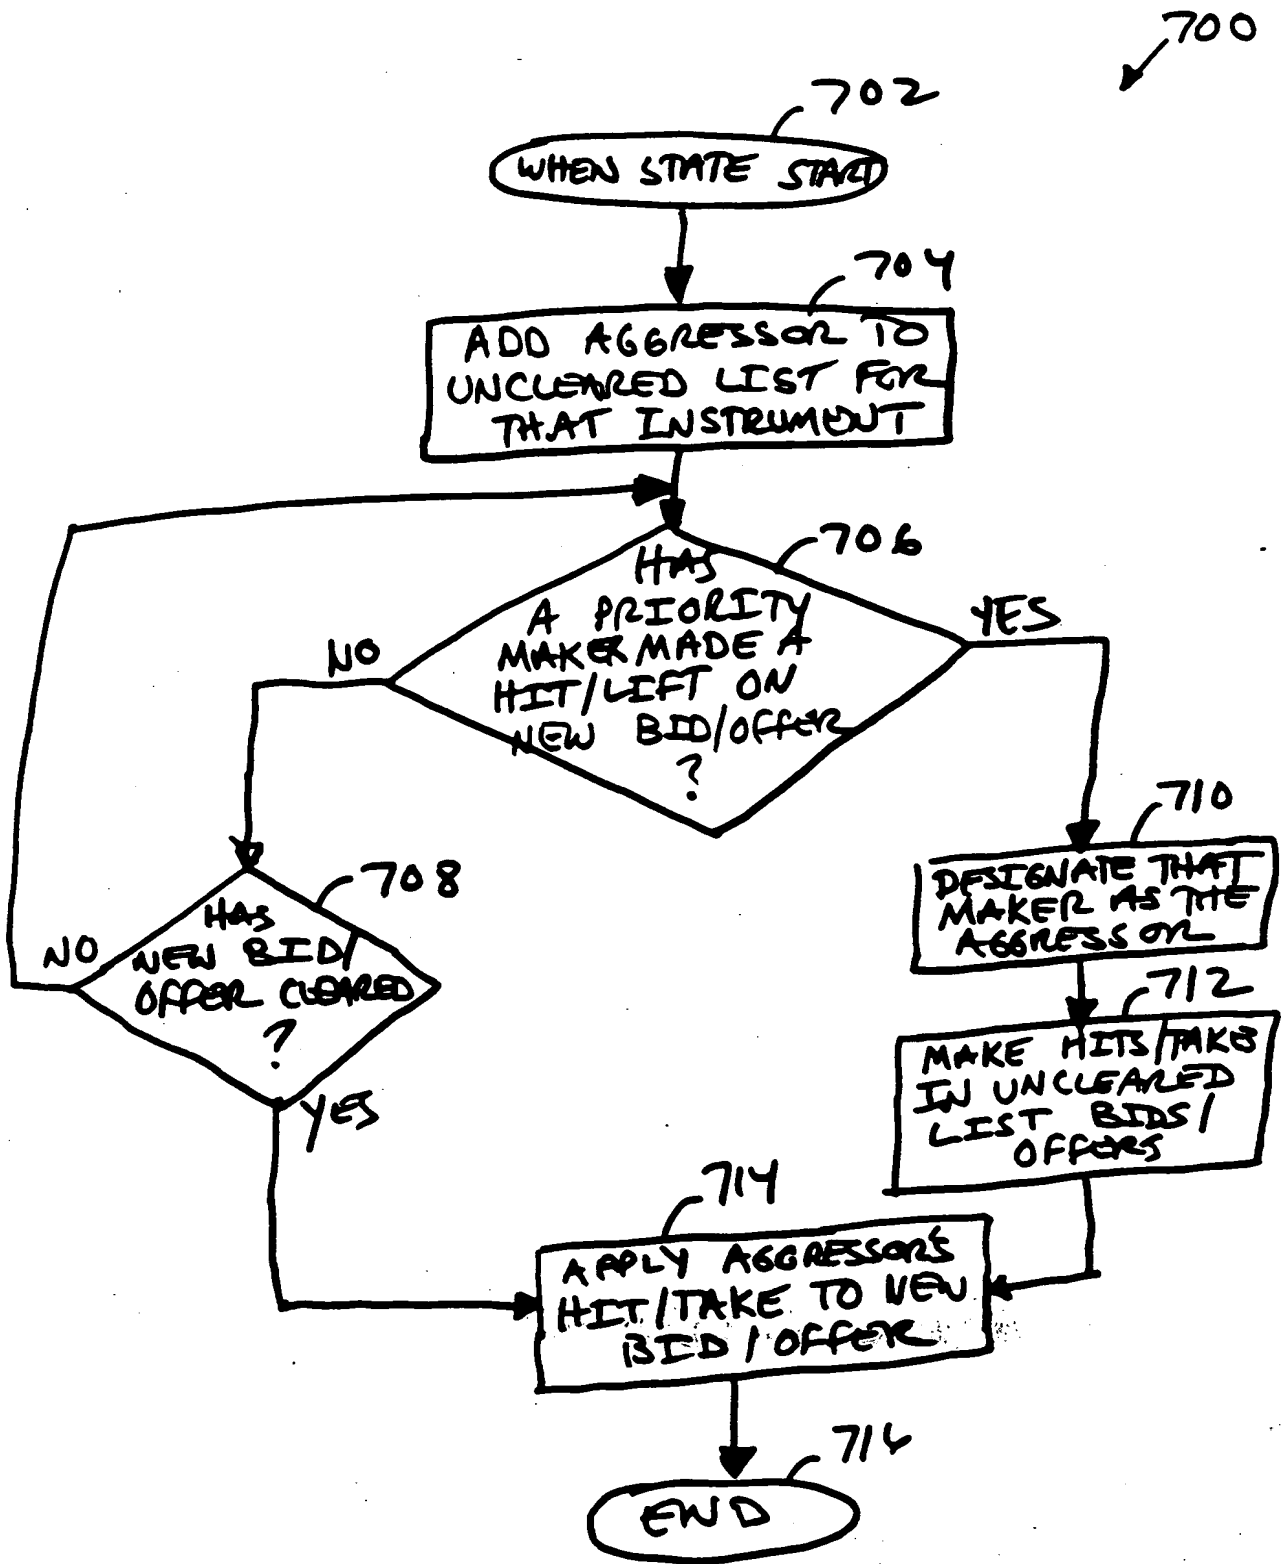 700
702
WHEN STATE START
704
ADD AGGRESSOR TO
UNCLEARED LIST FOR
THAT INSTRUMENT
706
HAS
A PRIORITY
MAKER MADE A
HIT/LIFT ON
NEW BID/OFFER
?
NO
YES
708
HAS
NEW BID/
OFFER CLEARED
?
NO
YES
710
DESIGNATE THAT
MAKER AS THE
AGGRESSOR
712
MAKE HITS/TAKES
IN UNCLEARED
LIST BIDS/
OFFERS
714
APPLY AGGRESSOR'S
HIT/TAKE TO NEW
BID/OFFER
716
END